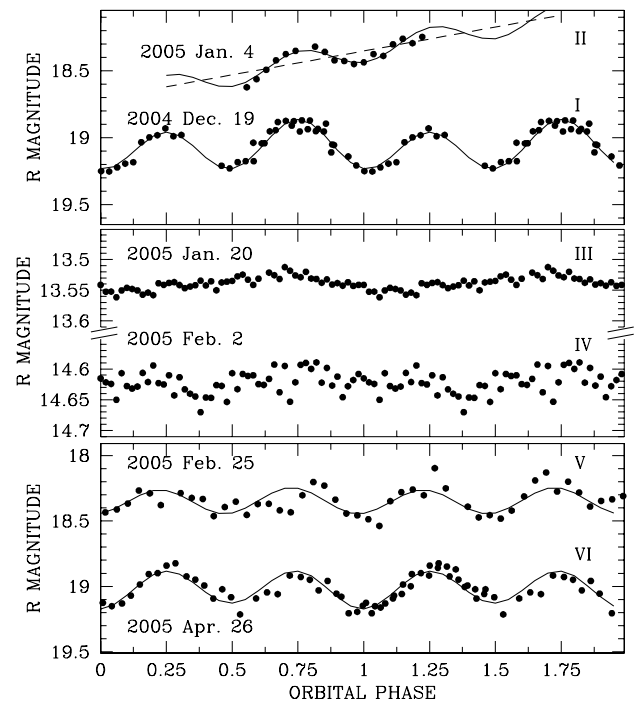 2005 Jan. 4
II
18.5
2004 Dec. 19
I
19
19.5
R MAGNITUDE
2005 Jan. 20
III
13.5
13.55
13.6
2005 Feb. 2
IV
14.6
14.65
14.7
R MAGNITUDE
18
2005 Feb. 25
V
18.5
VI
19
2005 Apr. 26
19.5
R MAGNITUDE
0 0.25 0.5 0.75 1 1.25 1.5 1.75
ORBITAL PHASE